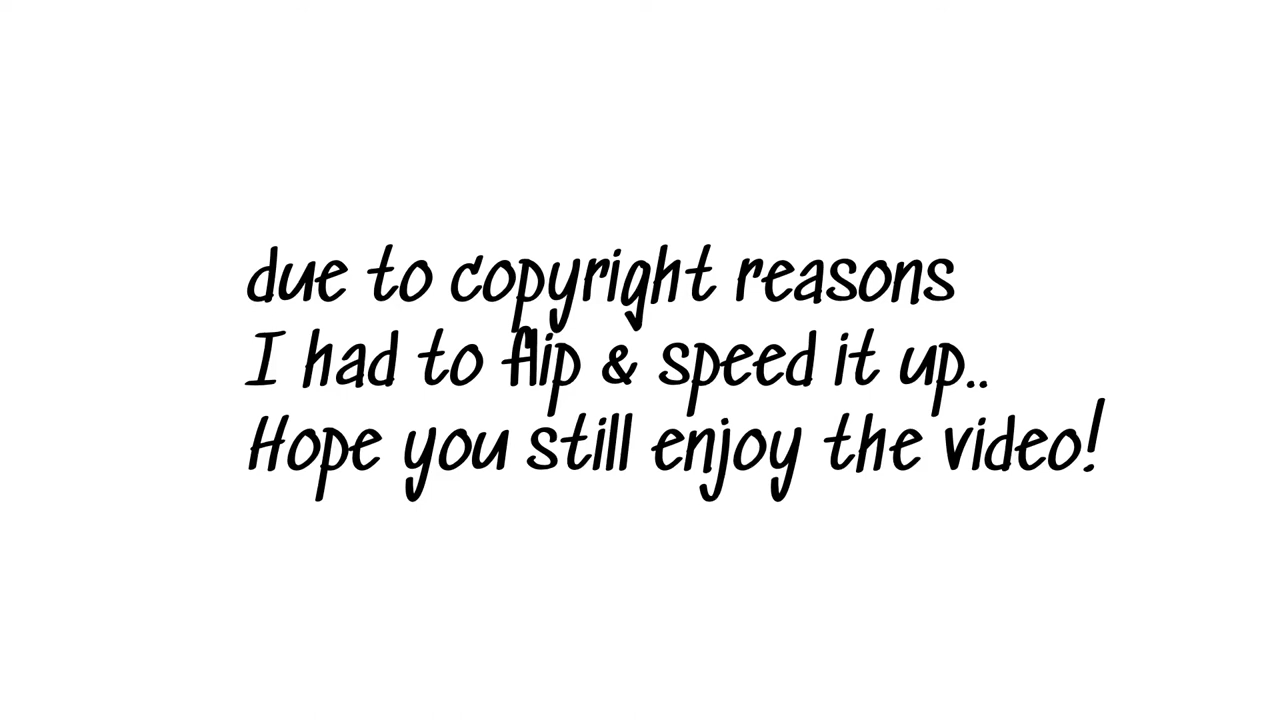 due to copyright reasons
I had to flip & speed it up..
Hope you still enjoy the video!